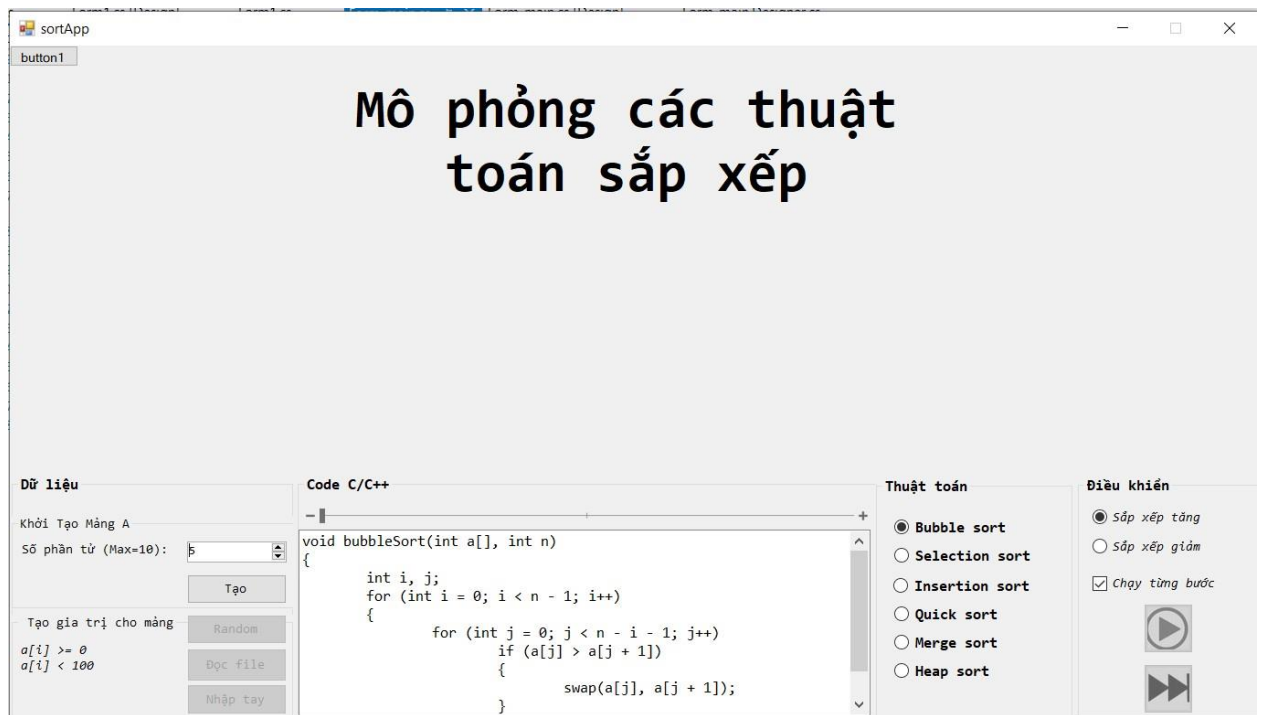 sortApp
button1
Mô phỏng các thuật
toán sắp xếp
Dữ liệu
Khởi Tạo Mảng A
Số phần tử (Max=10):
5
Tạo
Tạo gia trị cho mảng
a[i] >= 0
a[i] < 100
Random
Đọc file
Nhập tay
Code C/C++
void bubbleSort(int a[], int n)
{
int i, j;
for (int i = 0; i < n - 1; i++)
{
for (int j = 0; j < n - i - 1; j++)
if (a[j] > a[j + 1])
{
swap(a[j], a[j + 1]);
}
Thuật toán
Bubble sort
Selection sort
Insertion sort
Quick sort
Merge sort
Heap sort
Điều khiển
Sắp xếp tăng
Sắp xếp giảm
Chạy từng bước